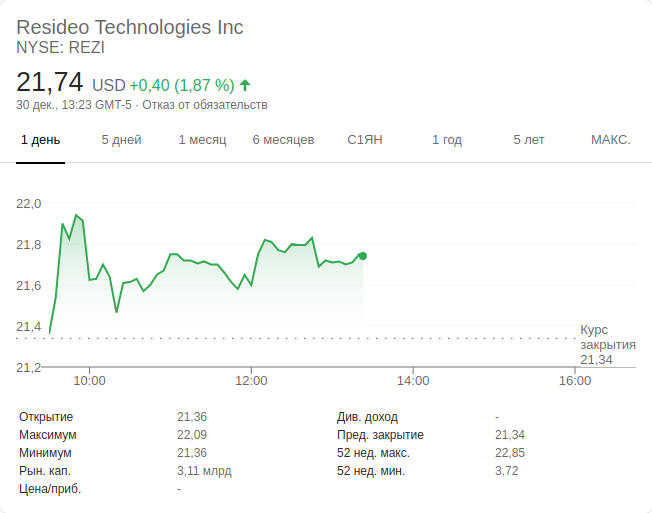 Resideo Technologies Inc
NYSE: REZI
21,74 USD +0,40 (1,87 %)
30 дек., 13:23 GMT-5 · Отказ от обязательств
1 день 5 дней 1 месяц 6 месяцев С1ЯН 1 год 5 лет МАКС.
22,0
21,8
21,6
21,4
Курс
закрытия
21,34
21,2
10:00 12:00 14:00 16:00
Открытие 21,36 Див. доход -
Максимум 22,09 Пред. закрытие 21,34
Минимум 21,36 52 нед. макс. 22,85
Рын. кап. 3,11 млрд 52 нед. мин. 3,72
Цена/приб. -